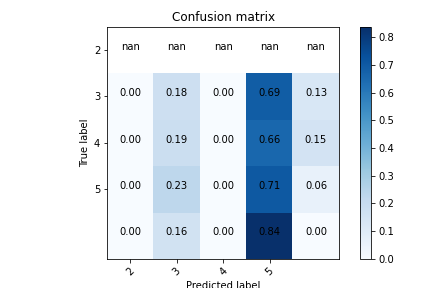 Confusion matrix
2 nan nan nan nan nan
3 0.00 0.18 0.00 0.69 0.13
4 0.00 0.19 0.00 0.66 0.15
5 0.00 0.23 0.00 0.71 0.06
0.00 0.16 0.00 0.84 0.00
2 3 4 5
True label
Predicted label
0.8
0.7
0.6
0.5
0.4
0.3
0.2
0.1
0.0